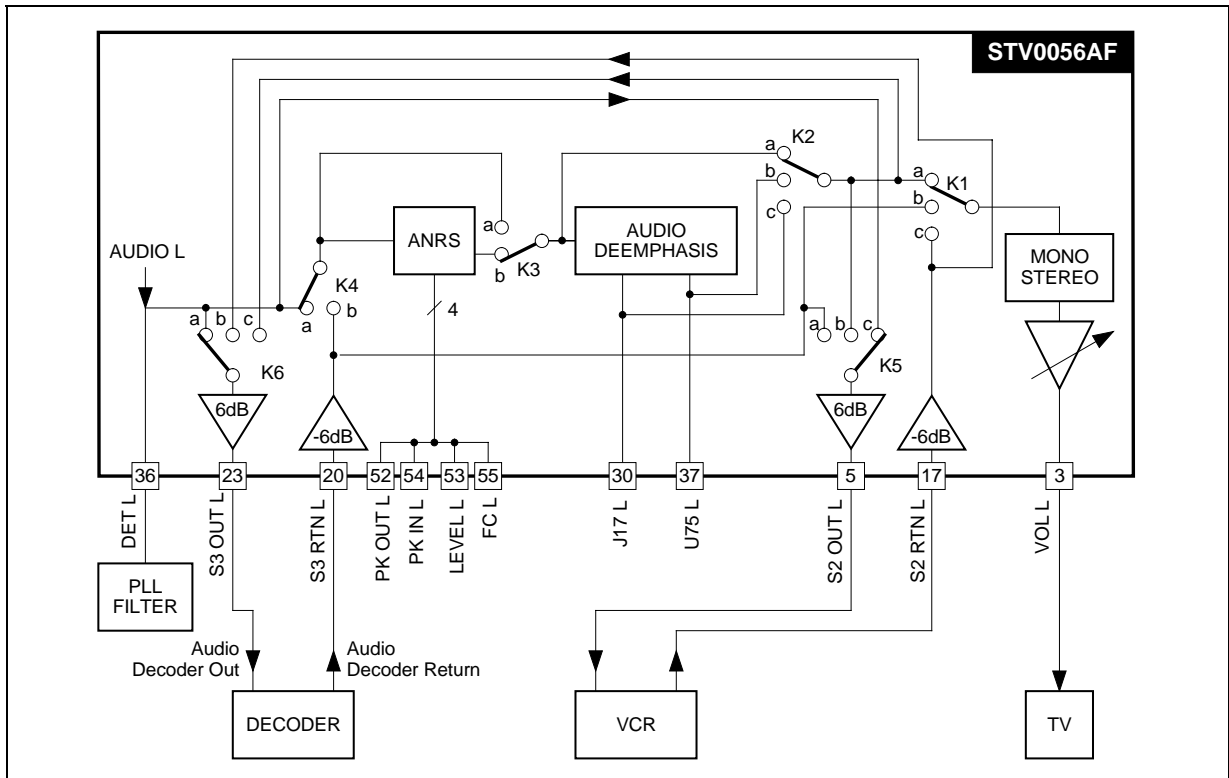 STV0056AF
a
K2
b
c
a
K1
b
c
a
ANRS
b
K3
AUDIO
DEEMPHASIS
MONO
STEREO
AUDIO L
K4
a
b
4
a
b
c
K6
a
b
c
K5
6dB
-6dB
6dB
-6dB
36
23
20
52
54
53
55
30
37
5
17
3
DET L
S3 OUT L
S3 RTN L
PK OUT L
PK IN L
LEVEL L
FC L
J17 L
U75 L
S2 OUT L
S2 RTN L
VOL L
PLL
FILTER
Audio
Decoder Out
Audio
Decoder Return
DECODER
VCR
TV